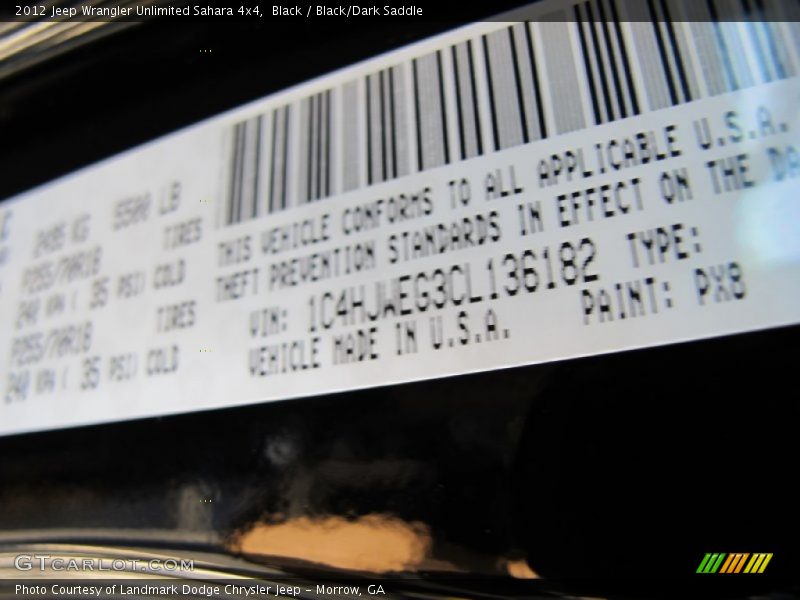 2012 Jeep Wrangler Unlimited Sahara 4x4, Black / Black/Dark Saddle
KG 5500 LB
TIRES
P255/70R18
240 KPA ( 35 PSI) COLD
TIRES
P255/70R18
240 KPA ( 35 PSI) COLD
THIS VEHICLE CONFORMS TO ALL APPLICABLE U.S.A.
THEFT PREVENTION STANDARDS IN EFFECT ON THE DA
VIN: 1C4HJWEG3CL136182 TYPE:
VEHICLE MADE IN U.S.A. PAINT: PX8
GTCARLOT.COM
Photo Courtesy of Landmark Dodge Chrysler Jeep - Morrow, GA